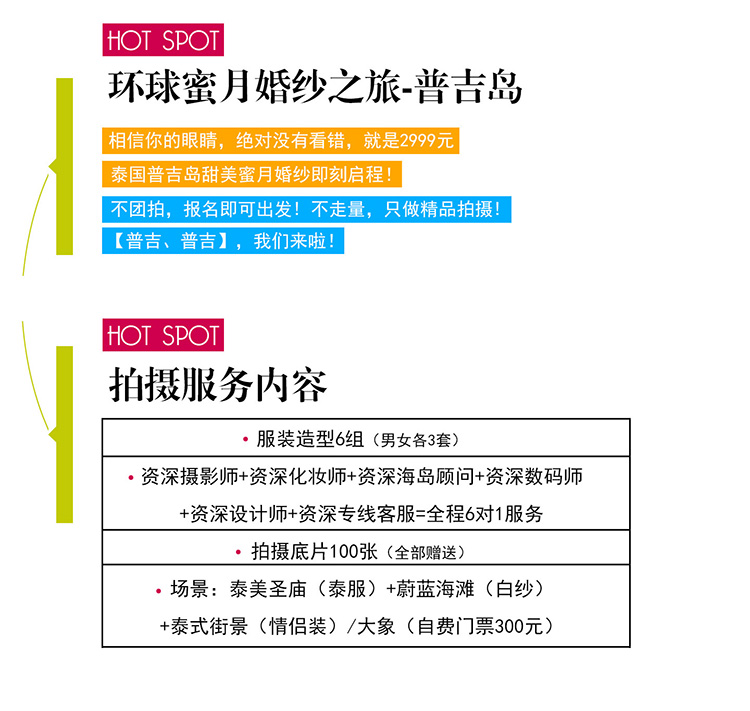 HOT SPOT
环球蜜月婚纱之旅-普吉岛
相信你的眼睛，绝对没有看错，就是2999元
泰国普吉岛甜美蜜月婚纱即刻启程！
不团拍，报名即可出发！不走量，只做精品拍摄！
【普吉、普吉】，我们来啦！
HOT SPOT
拍摄服务内容
• 服装造型6组（男女各3套）
• 资深摄影师+资深化妆师+资深海岛顾问+资深数码师
+资深设计师+资深专线客服=全程6对1服务
• 拍摄底片100张（全部赠送）
• 场景：泰美圣庙（泰服）+蔚蓝海滩（白纱）
+泰式街景（情侣装）/大象（自费门票300元）